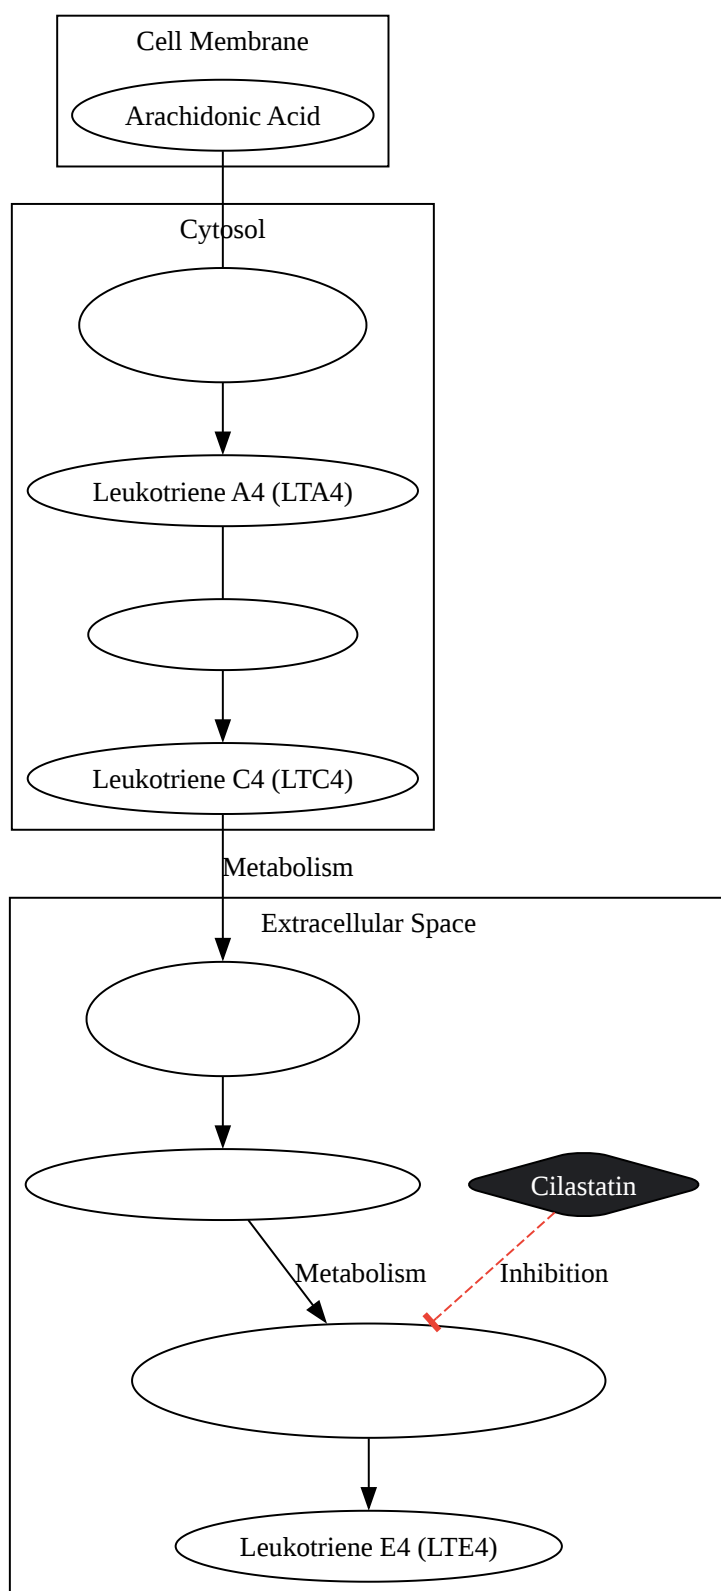 Cell Membrane
Arachidonic Acid
Cytosol
Leukotriene A4 (LTA4)
Leukotriene C4 (LTC4)
Metabolism
Extracellular Space
Cilastatin
Metabolism
Inhibition
Leukotriene E4 (LTE4)